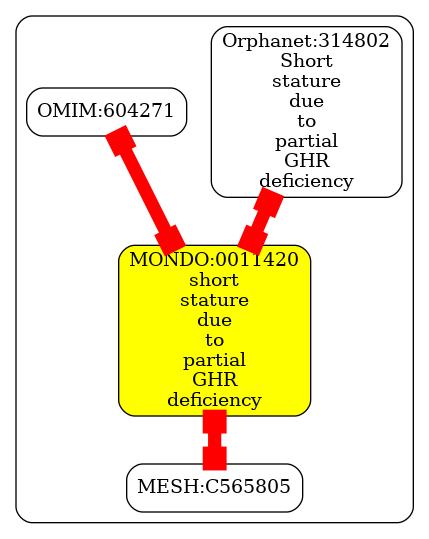 Orphanet:314802
Short
stature
due
to
partial
GHR
deficiency
OMIM:604271
MONDO:0011420
short
stature
due
to
partial
GHR
deficiency
MESH:C565805